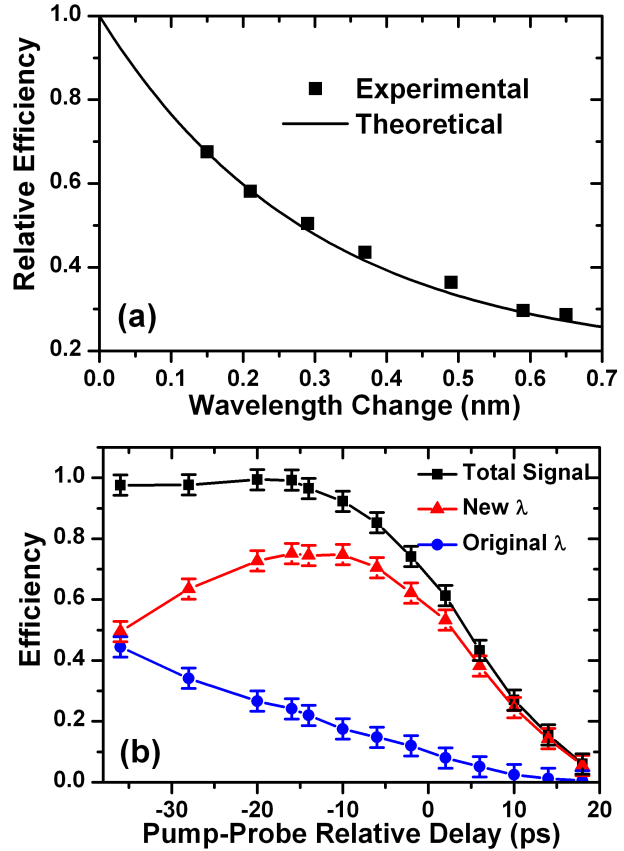 1.0
0.8
0.6
0.4
0.2
Relative Efficiency
Experimental
Theoretical
(a)
0.0 0.1 0.2 0.3 0.4 0.5 0.6 0.7
Wavelength Change (nm)
1.0
0.8
0.6
0.4
0.2
0.0
Efficiency
Total Signal
New λ
Original λ
(b)
-30 -20 -10 0 10 20
Pump-Probe Relative Delay (ps)